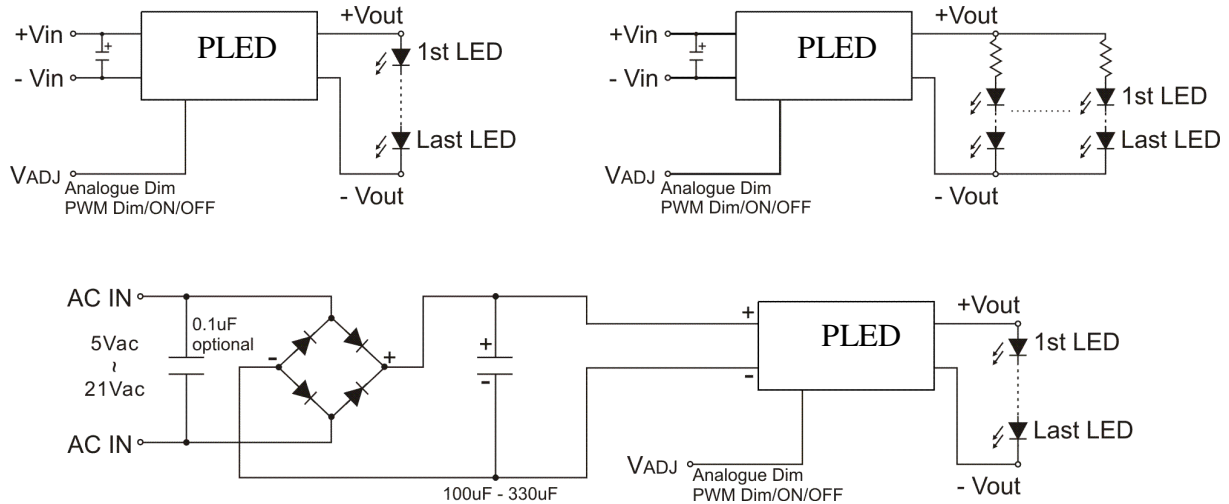 +Vout
+Vin
PLED
1st LED
- Vin
Last LED
VADJ
Analogue Dim
PWM Dim/ON/OFF
- Vout
+Vout
+Vin
PLED
- Vin
1st LED
Last LED
VADJ
Analogue Dim
PWM Dim/ON/OFF
- Vout
AC IN
0.1uF
optional
5Vac
~
21Vac
AC IN
-
+
+
-
100uF - 330uF
+
-
PLED
+Vout
1st LED
Last LED
VADJ
Analogue Dim
PWM Dim/ON/OFF
- Vout